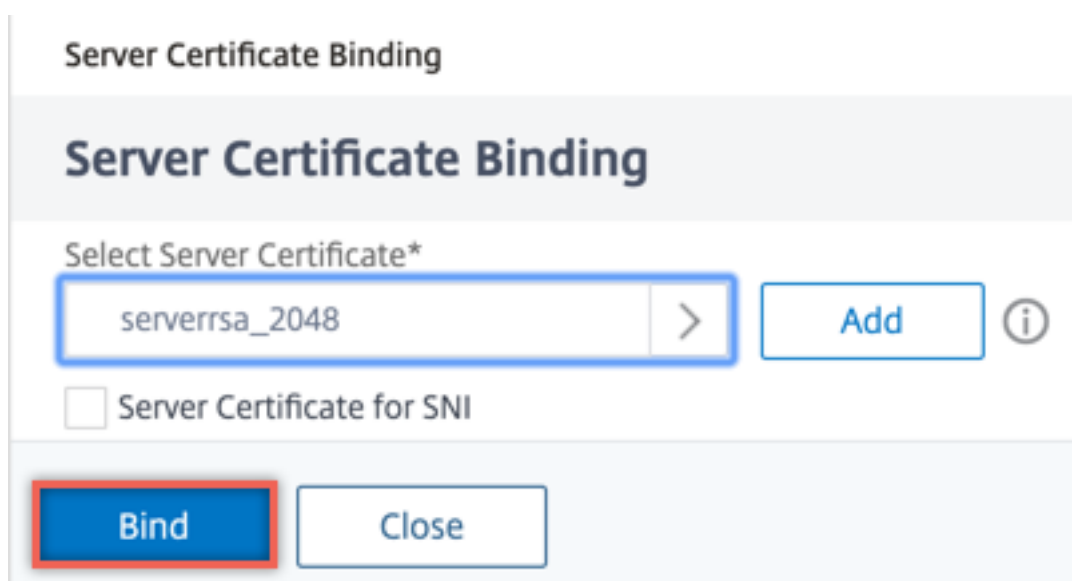 Server Certificate Binding
Server Certificate Binding
Select Server Certificate*
serverrsa_2048
Add
Server Certificate for SNI
Bind
Close